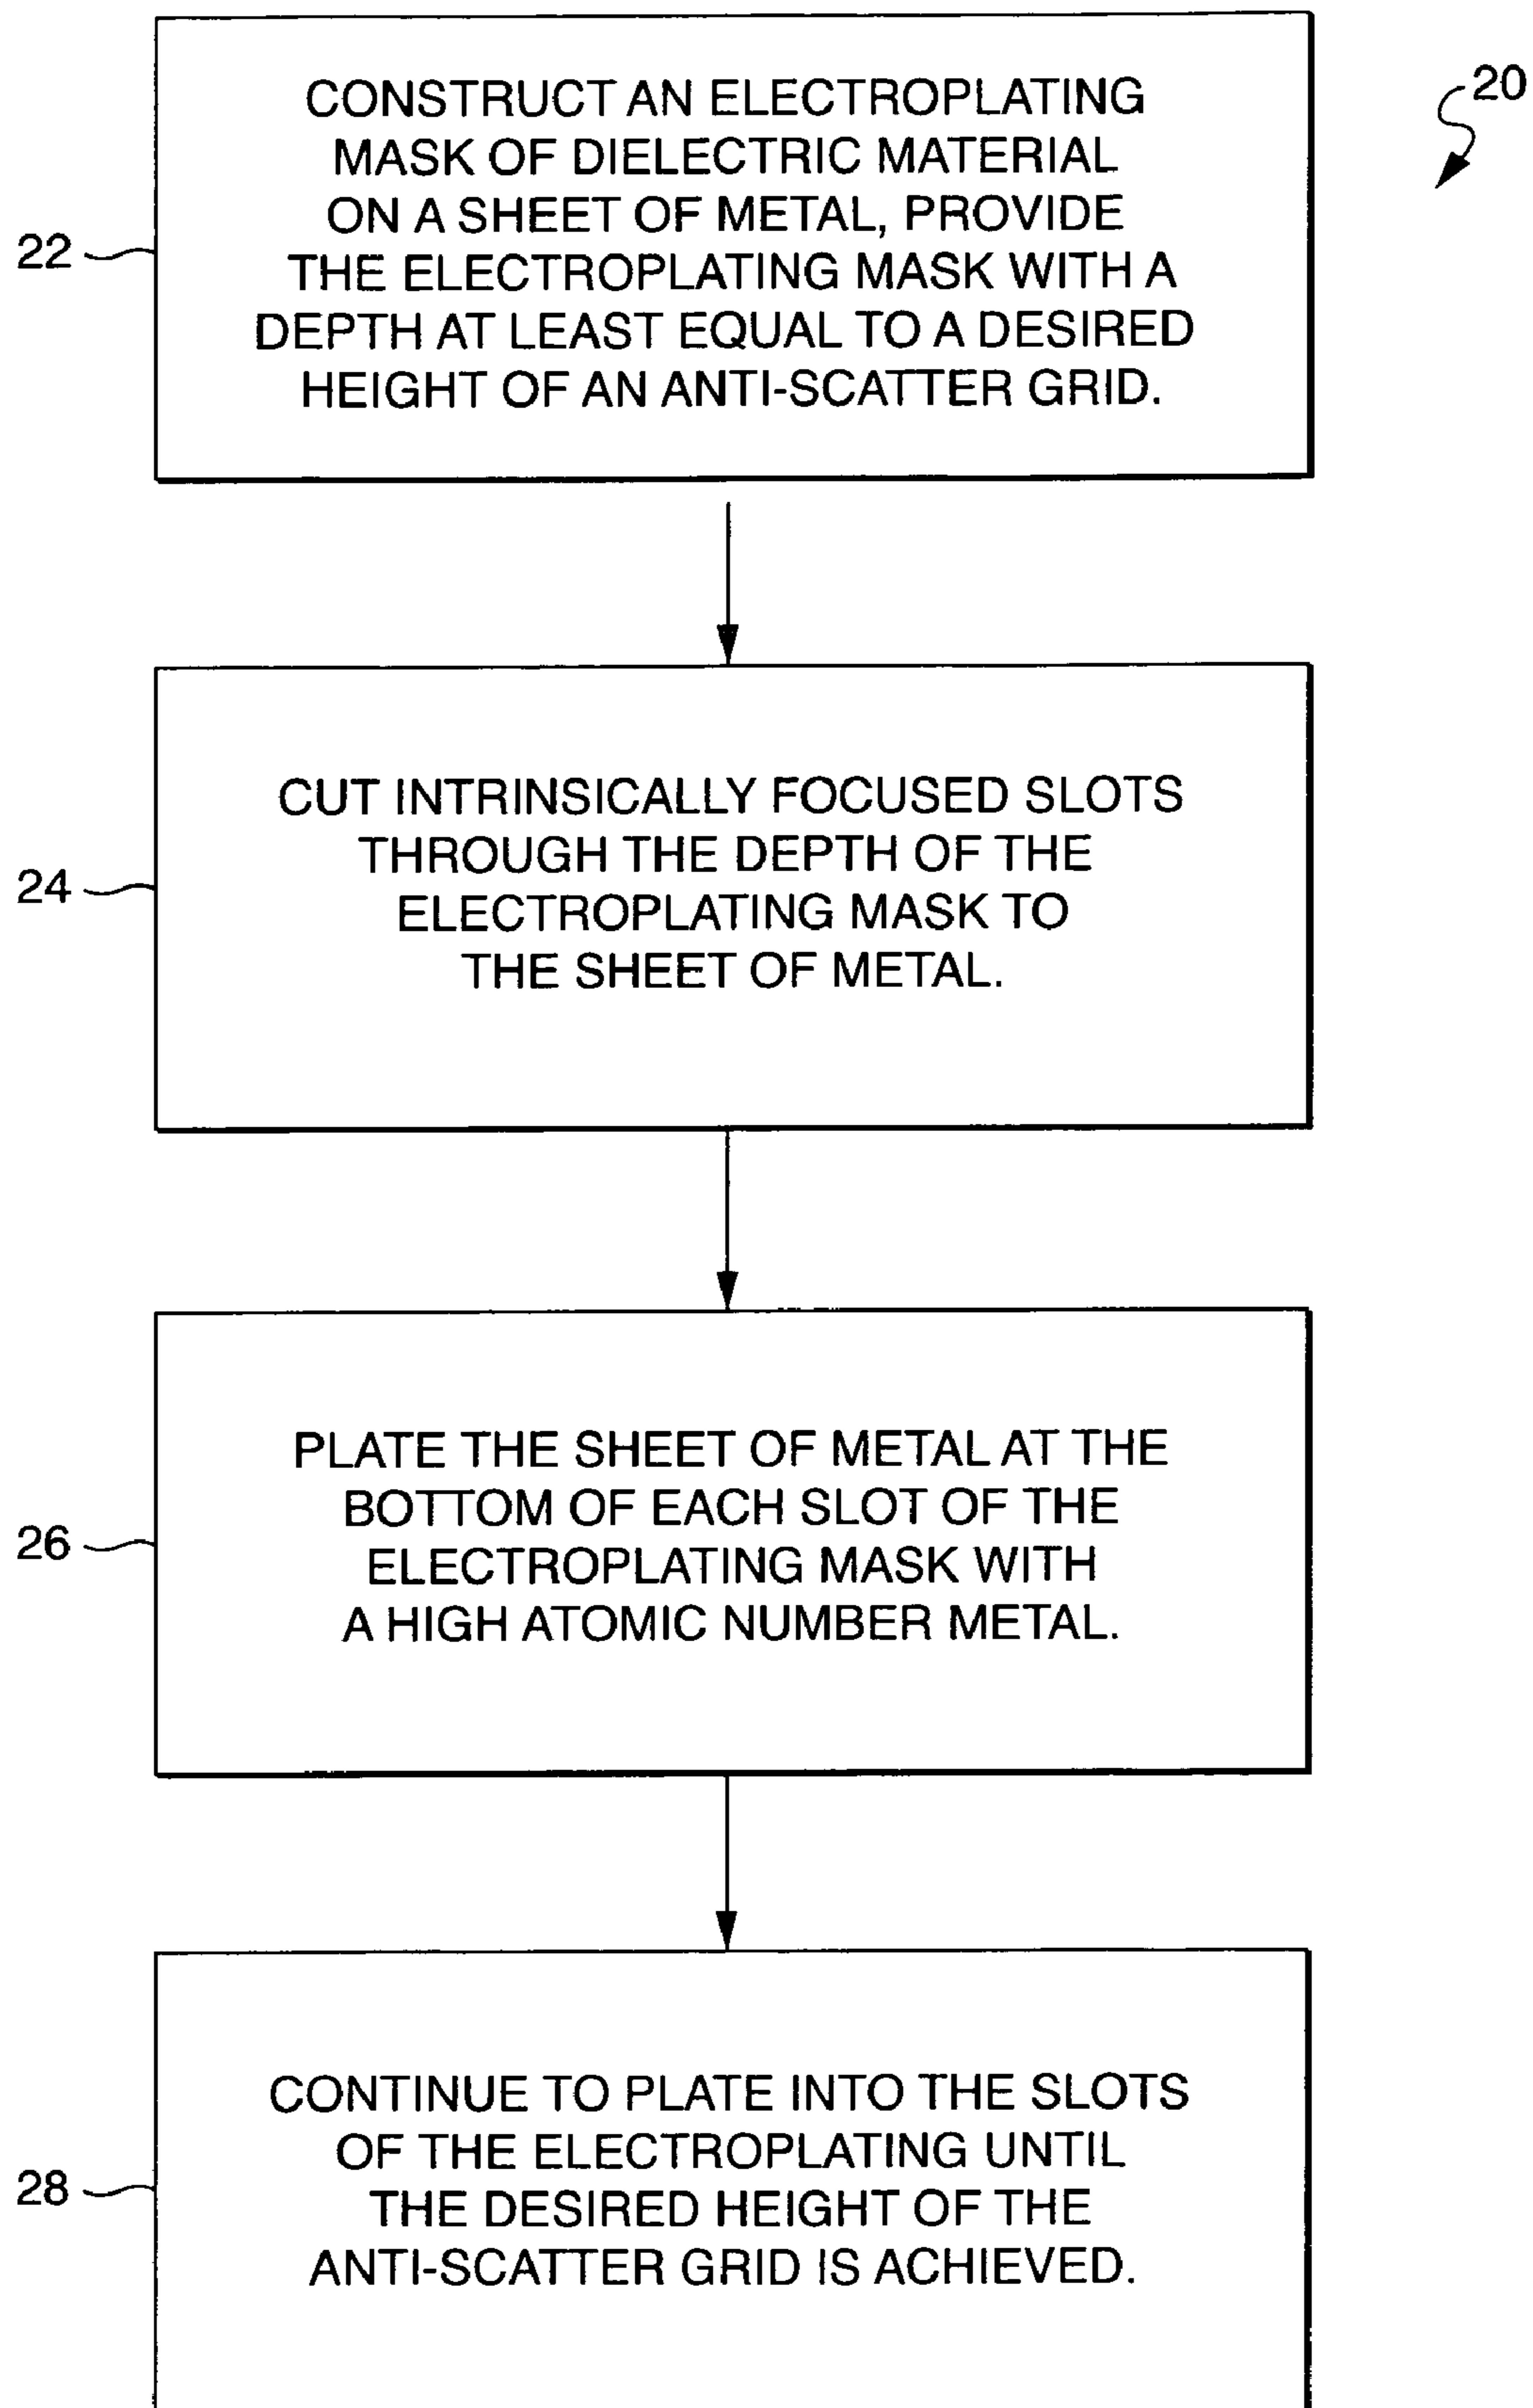 20
CONSTRUCT AN ELECTROPLATING
MASK OF DIELECTRIC MATERIAL
ON A SHEET OF METAL, PROVIDE
THE ELECTROPLATING MASK WITH A
DEPTH AT LEAST EQUAL TO A DESIRED
HEIGHT OF AN ANTI-SCATTER GRID.
22
CUT INTRINSICALLY FOCUSED SLOTS
THROUGH THE DEPTH OF THE
ELECTROPLATING MASK TO
THE SHEET OF METAL.
24
PLATE THE SHEET OF METAL AT THE
BOTTOM OF EACH SLOT OF THE
ELECTROPLATING MASK WITH
A HIGH ATOMIC NUMBER METAL.
26
CONTINUE TO PLATE INTO THE SLOTS
OF THE ELECTROPLATING UNTIL
THE DESIRED HEIGHT OF THE
ANTI-SCATTER GRID IS ACHIEVED.
28